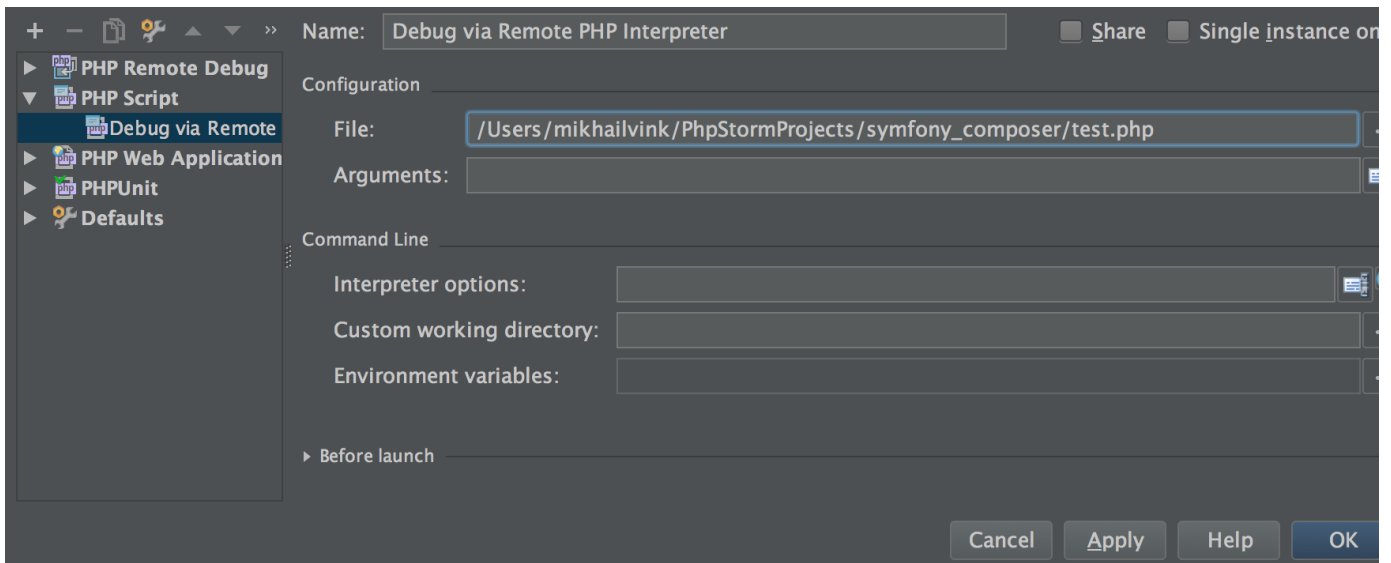 Name: Debug via Remote PHP Interpreter Share Single instance on
PHP Remote Debug
Configuration
PHP Script
Debug via Remote
File: /Users/mikhailvink/PhpStormProjects/symfony_composer/test.php
PHP Web Application
Arguments:
PHPUnit
Defaults
Command Line
Interpreter options:
Custom working directory:
Environment variables:
Before launch
Cancel Apply Help OK